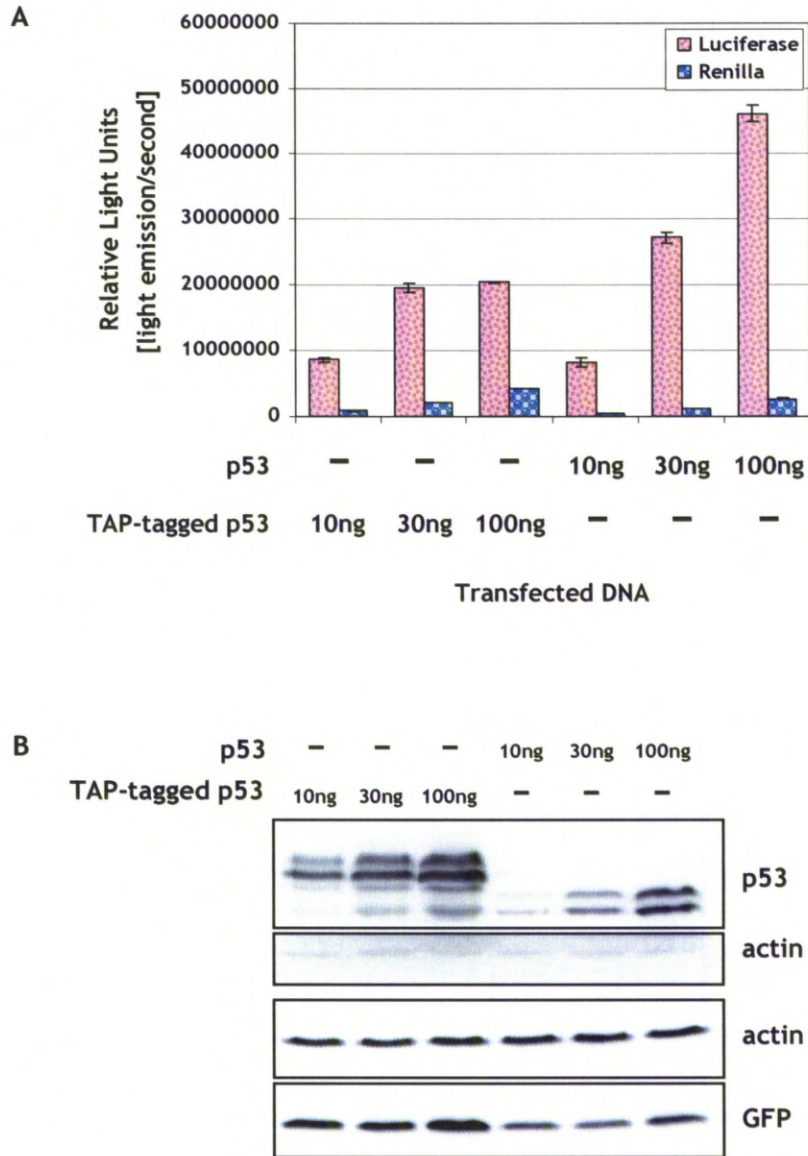 A
60000000
50000000
40000000
30000000
20000000
10000000
0
Relative Light Units
[light emission/second]
Luciferase
Renilla
p53 – – – 10ng 30ng 100ng
TAP-tagged p53 10ng 30ng 100ng – – –
Transfected DNA
B
p53 – – – 10ng 30ng 100ng
TAP-tagged p53 10ng 30ng 100ng – – –
p53
actin
actin
GFP